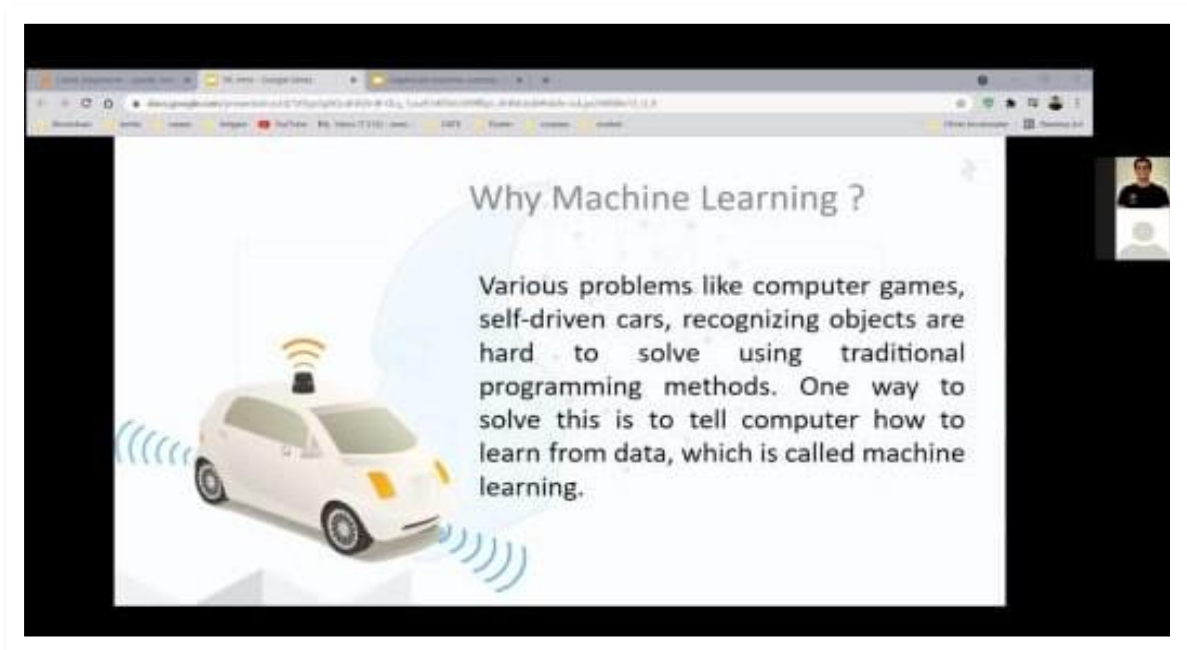 YouTube
Why Machine Learning ?
Various problems like computer games,
self-driven cars, recognizing objects are
hard to solve using traditional
programming methods. One way to
solve this is to tell computer how to
learn from data, which is called machine
learning.